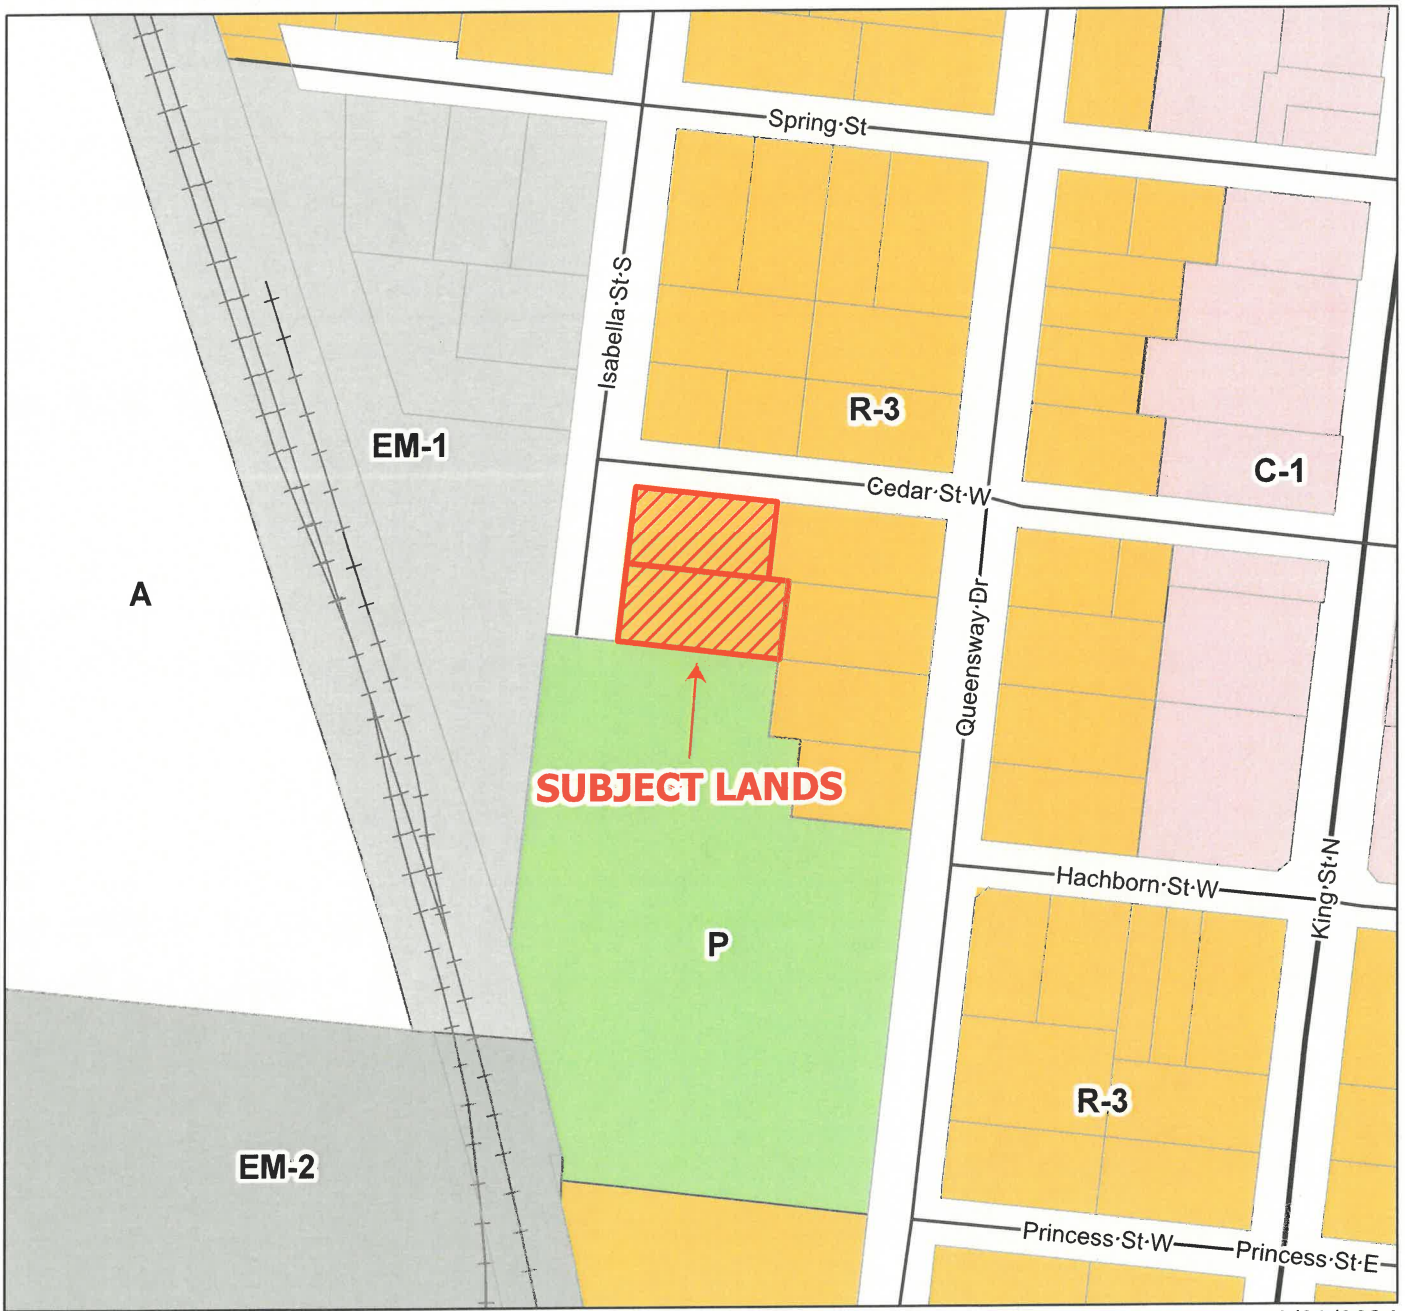 Spring St
Isabella St S
R-3
EM-1
C-1
Cedar St W
A
Queensway Dr
SUBJECT LANDS
Hachborn St W
King St N
P
R-3
EM-2
Princess St W
Princess St E